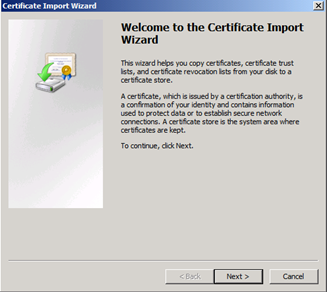 Certificate Import Wizard
Welcome to the Certificate Import
Wizard
This wizard helps you copy certificates, certificate trust
lists, and certificate revocation lists from your disk to a
certificate store.
A certificate, which is issued by a certification authority, is
a confirmation of your identity and contains information
used to protect data or to establish secure network
connections. A certificate store is the system area where
certificates are kept.
To continue, click Next.
< Back
Next >
Cancel